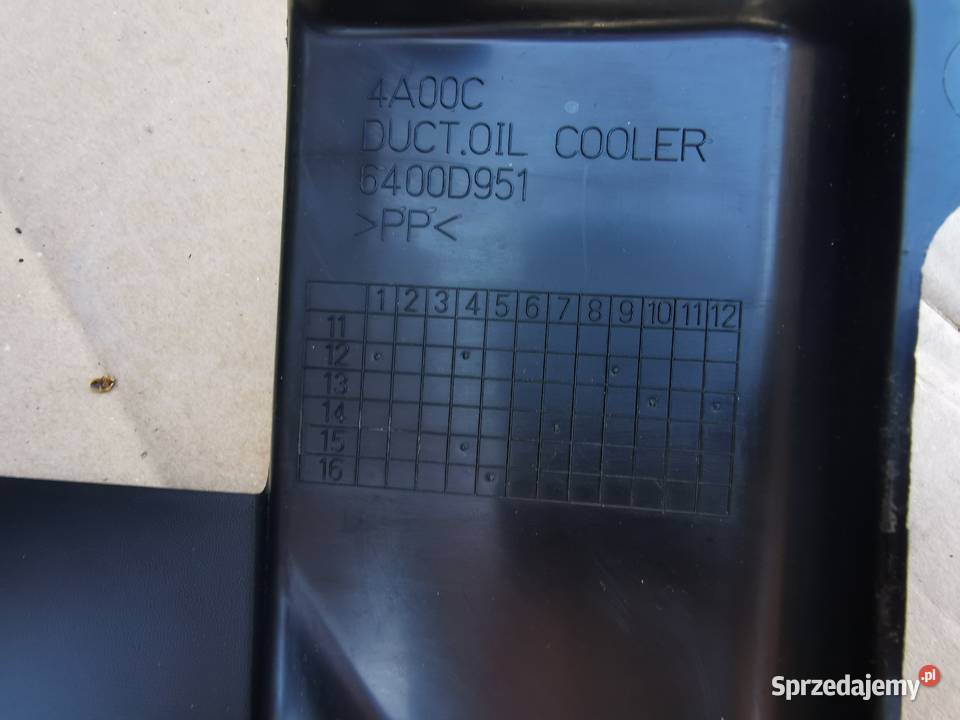 4A00C
DUCT.OIL COOLER
6400D951
>PP<
1 2 3 4 5 6 7 8 9 10 11 12
11
12
13
14
15
16
Sprzedajemy.pl